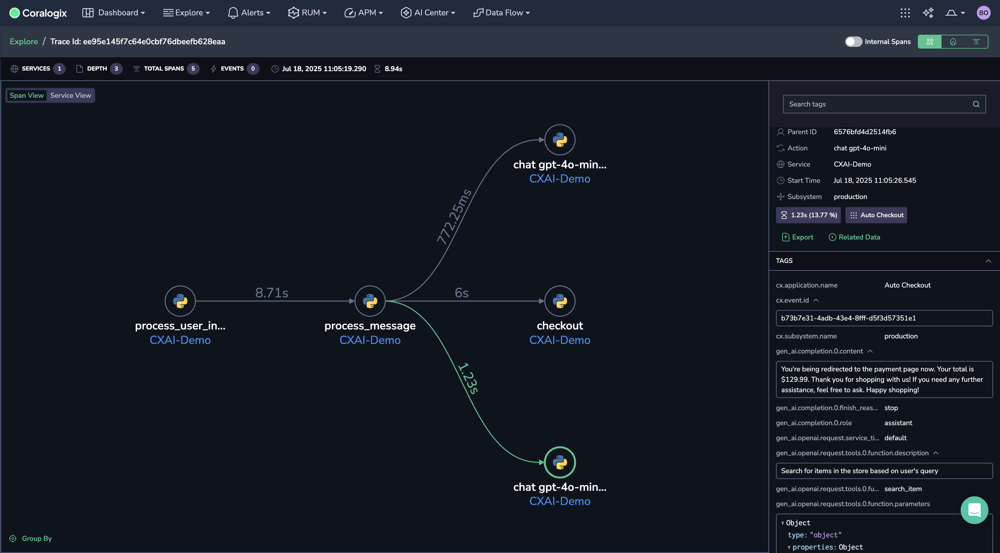 Coralogix
Dashboard
Explore
Alerts
RUM
APM
AI Center
Data Flow
BO
Explore / Trace Id: ee95e145f7c64e0cbf76dbeefb628eaa
Internal Spans
SERVICES 1
DEPTH 3
TOTAL SPANS 5
EVENTS 0
Jul 18, 2025 11:05:19.290
8.94s
Span View
Service View
Search tags
chat gpt-4o-min...
CXAI-Demo
772.25ms
8.71s
6s
process_user_in...
CXAI-Demo
process_message
CXAI-Demo
checkout
CXAI-Demo
1.23s
chat gpt-4o-min...
CXAI-Demo
Group By
Parent ID 6576bfd4d2514fb6
Action chat gpt-4o-mini
Service CXAI-Demo
Start Time Jul 18, 2025 11:05:26.545
Subsystem production
1.23s (13.77 %)
Auto Checkout
Export
Related Data
TAGS
cx.application.name Auto Checkout
cx.event.id
b73b7e31-4adb-43e4-8fff-d5f3d57351e1
cx.subsystem.name production
gen_ai.completion.0.content
You're being redirected to the payment page now. Your total is
$129.99. Thank you for shopping with us! If you need any further
assistance, feel free to ask. Happy shopping!
gen_ai.completion.0.finish_reas... stop
gen_ai.completion.0.role assistant
gen_ai.openai.request.service_ti... default
gen_ai.openai.request.tools.0.function.description
Search for items in the store based on user's query
gen_ai.openai.request.tools.0.fu... search_item
gen_ai.openai.request.tools.0.function.parameters
Object
type: "object"
properties: Object